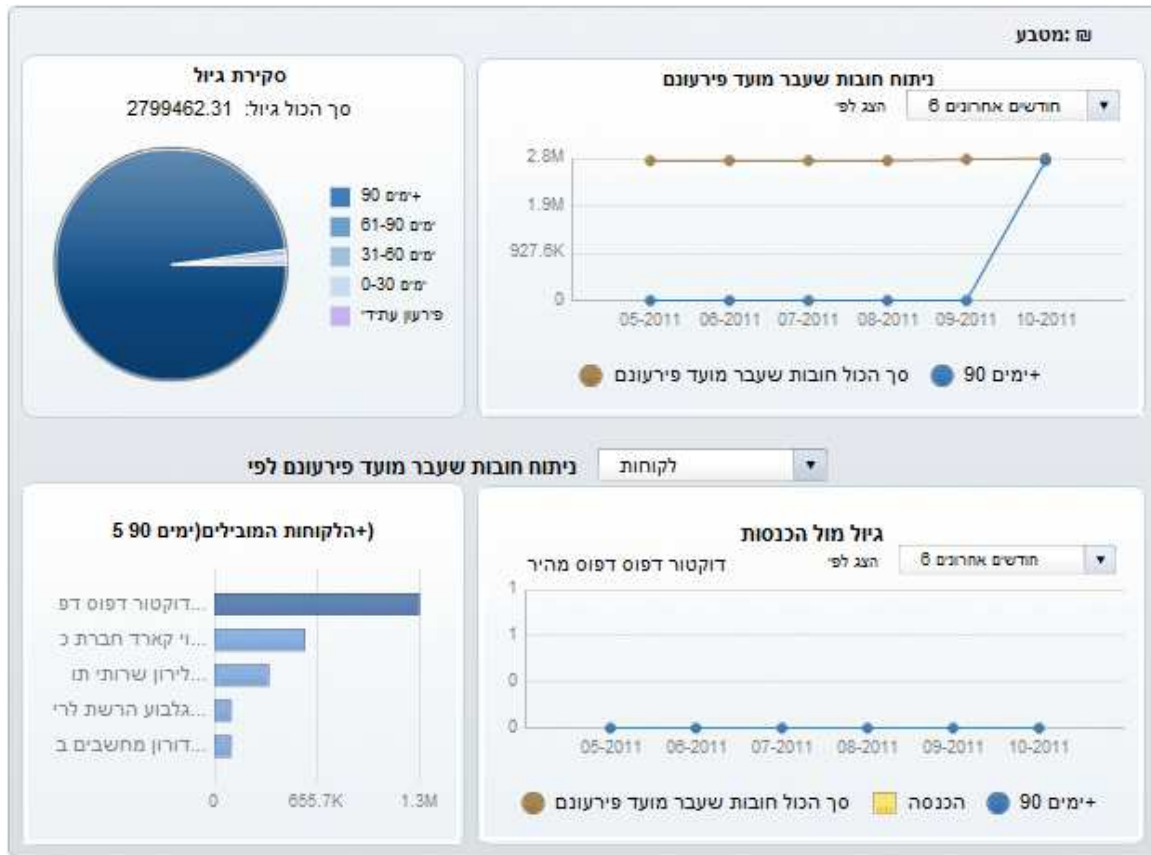 מטבע: ₪
ניתוח חובות שעבר מועד פירעונם
הצג לפי
6 חודשים אחרונים
2.8M
1.9M
927.6K
0
05-2011 06-2011 07-2011 08-2011 09-2011 10-2011
סך הכול חובות שעבר מועד פירעונם
90 ימים+
סקירת גיול
סך הכול גיול: 2799462.31
90 ימים+
61-90 ימים
31-60 ימים
0-30 ימים
פירעון עתידי
ניתוח חובות שעבר מועד פירעונם לפי
לקוחות
גיול מול הכנסות
הצג לפי
6 חודשים אחרונים
דוקטור דפוס דפוס מהיר
1
1
0
0
05-2011 06-2011 07-2011 08-2011 09-2011 10-2011
סך הכול חובות שעבר מועד פירעונם
הכנסה
90 ימים+
5 הלקוחות המובילים(ימים 90+)
דוקטור דפוס דפ...
וי קארד חברת כ...
לירון שרותי תו...
גלבוע הרשת לרי...
דורון מחשבים ב...
0 655.7K 1.3M